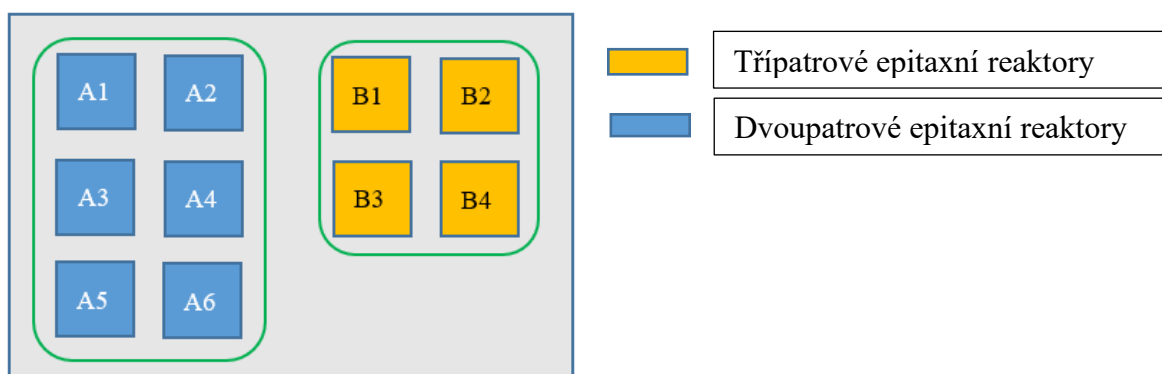 A1 A2 B1 B2 Třípatrové epitaxní reaktory
Dvoupatrové epitaxní reaktory
A3 A4 B3 B4
A5 A6